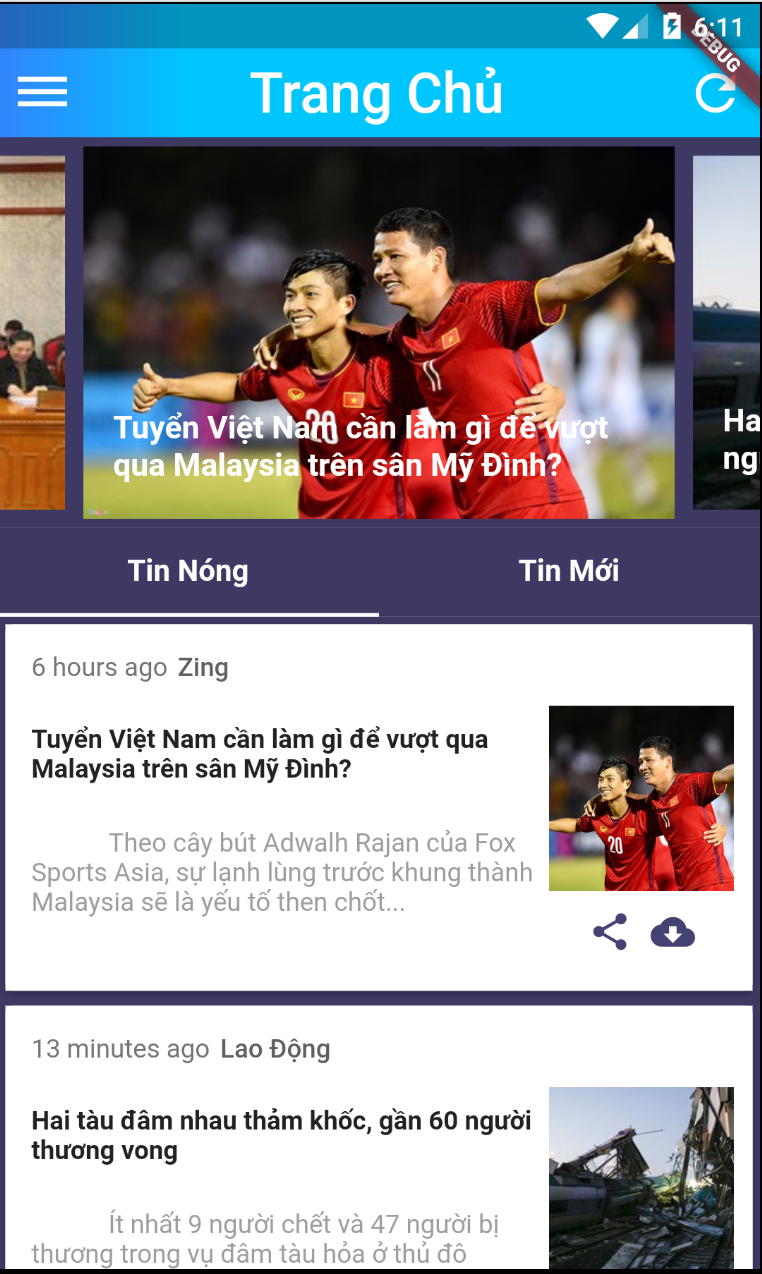 6:11
DEBUG
Trang Chủ
Tuyển Việt Nam cần làm gì để vượt
qua Malaysia trên sân Mỹ Đình?
Ha
ng
20
11
Tin Nóng
Tin Mới
6 hours ago Zing
Tuyển Việt Nam cần làm gì để vượt qua
Malaysia trên sân Mỹ Đình?
Theo cây bút Adwalh Rajan của Fox
Sports Asia, sự lạnh lùng trước khung thành
Malaysia sẽ là yếu tố then chốt...
20
11
13 minutes ago Lao Động
Hai tàu đâm nhau thảm khốc, gần 60 người
thương vong
Ít nhất 9 người chết và 47 người bị
thương trong vụ đâm tàu hỏa ở thủ đô